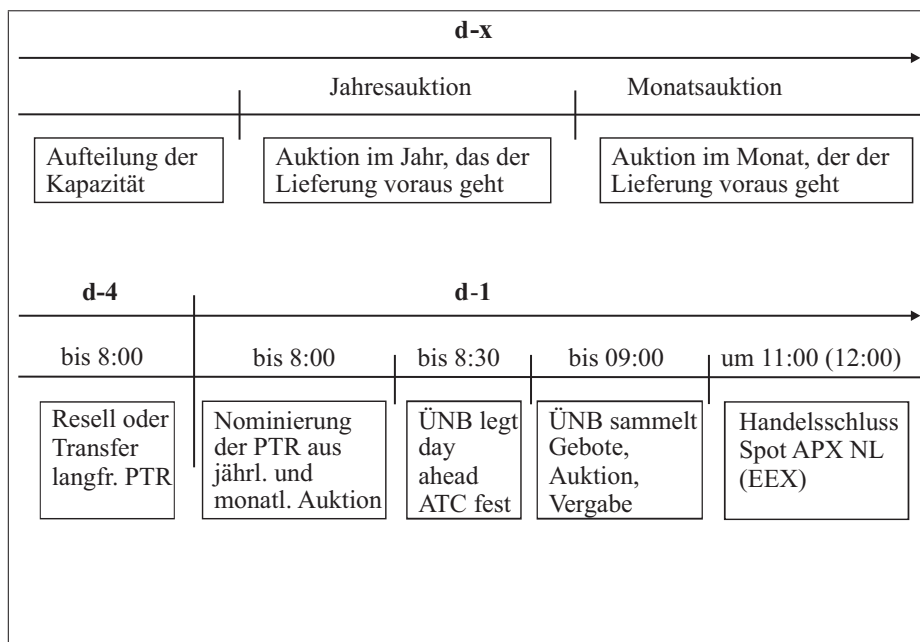 d-x
Jahresauktion
Monatsauktion
Aufteilung der
Kapazität
Auktion im Jahr, das der
Lieferung voraus geht
Auktion im Monat, der der
Lieferung voraus geht
d-4
d-1
bis 8:00
bis 8:00
bis 8:30
bis 09:00
um 11:00 (12:00)
Resell oder
Transfer
langfr. PTR
Nominierung
der PTR aus
jährl. und
monatl. Auktion
ÜNB legt
day
ahead
ATC fest
ÜNB sammelt
Gebote,
Auktion,
Vergabe
Handelsschluss
Spot APX NL
(EEX)